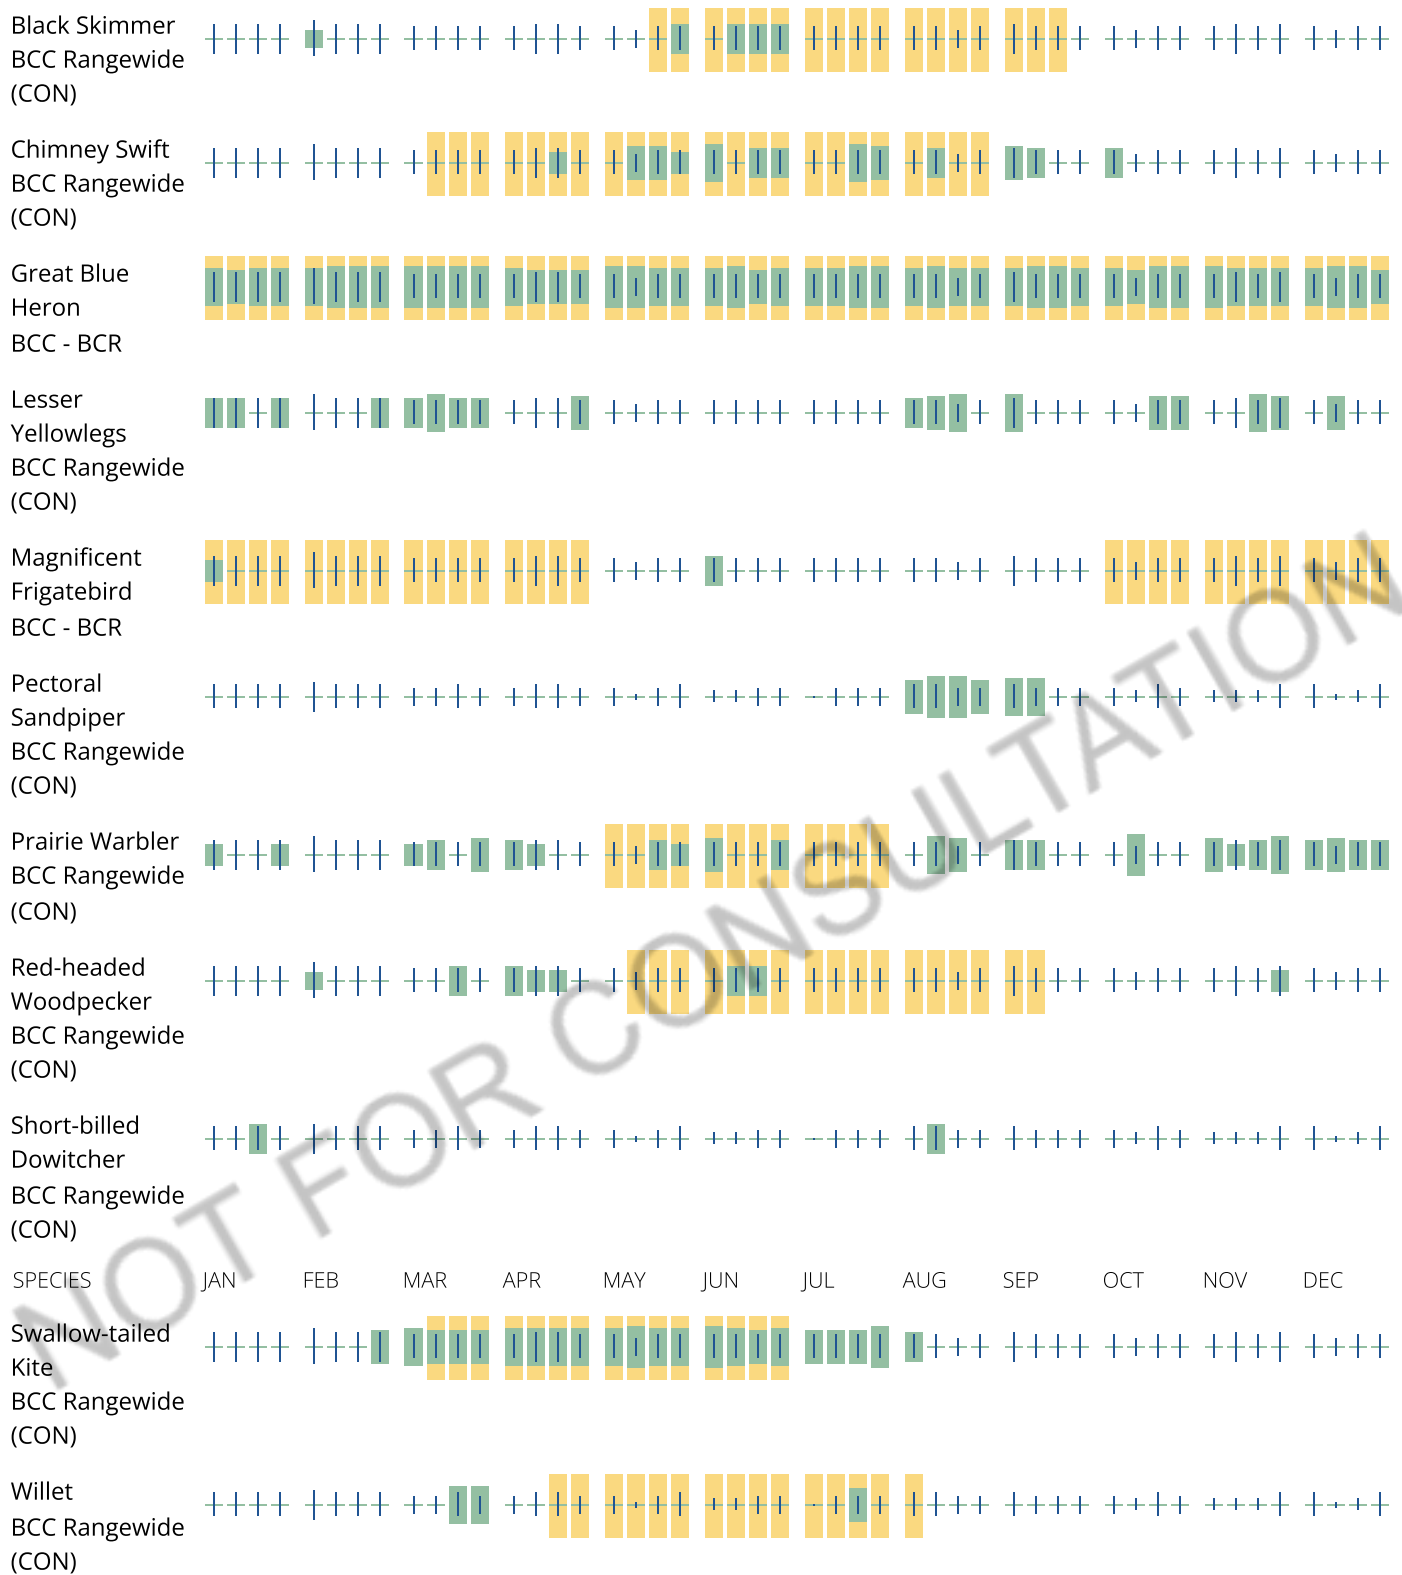 Black Skimmer
BCC Rangewide
(CON)
Chimney Swift
BCC Rangewide
(CON)
Great Blue
Heron
BCC - BCR
Lesser
Yellowlegs
BCC Rangewide
(CON)
Magnificent
Frigatebird
BCC - BCR
Pectoral
Sandpiper
BCC Rangewide
(CON)
Prairie Warbler
BCC Rangewide
(CON)
Red-headed
Woodpecker
BCC Rangewide
(CON)
Short-billed
Dowitcher
BCC Rangewide
(CON)
SPECIES JAN FEB MAR APR MAY JUN JUL AUG SEP OCT NOV DEC
Swallow-tailed
Kite
BCC Rangewide
(CON)
Willet
BCC Rangewide
(CON)
NOT FOR CONSULTATION